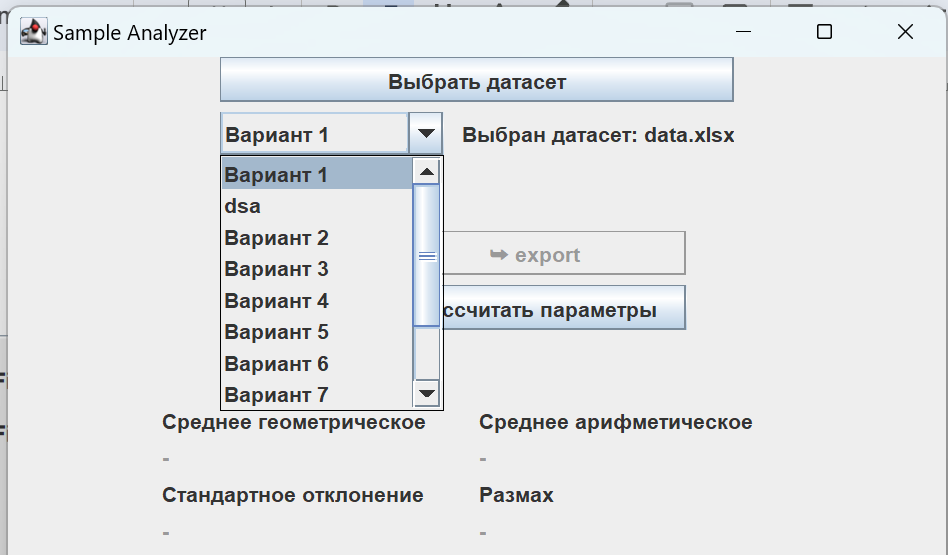 Sample Analyzer
Выбрать датасет
Вариант 1
Выбран датасет: data.xlsx
Вариант 1
dsa
Вариант 2
Вариант 3
Вариант 4
Вариант 5
Вариант 6
Вариант 7
➥ export
ссчитать параметры
Среднее геометрическое
Среднее арифметическое
-
-
Стандартное отклонение
Размах
-
-